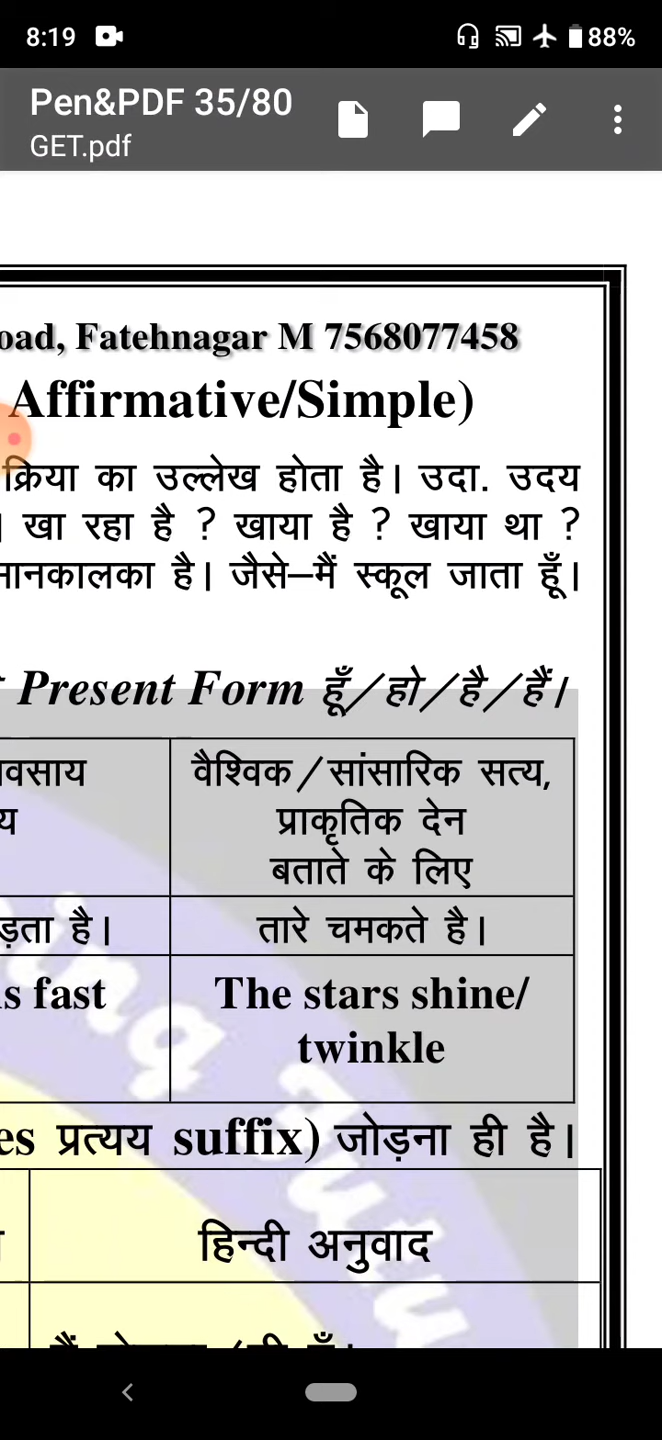 8:19
88%
Pen&PDF 35/80
GET.pdf
oad, Fatehnagar M 7568077458
Affirmative/Simple)
क्रिया का उल्लेख होता है। उदा. उदय
। खा रहा है ? खाया है ? खाया था ?
मानकालका है। जैसे–मैं स्कूल जाता हूँ।
Present Form हूँ/हो/है/हैं।
वसाय
वैश्विक/सांसारिक सत्य,
य
प्राकृतिक देन
बताते के लिए
ड़ता है।
तारे चमकते है।
s fast
The stars shine/
twinkle
es प्रत्यय suffix) जोड़ना ही है।
हिन्दी अनुवाद